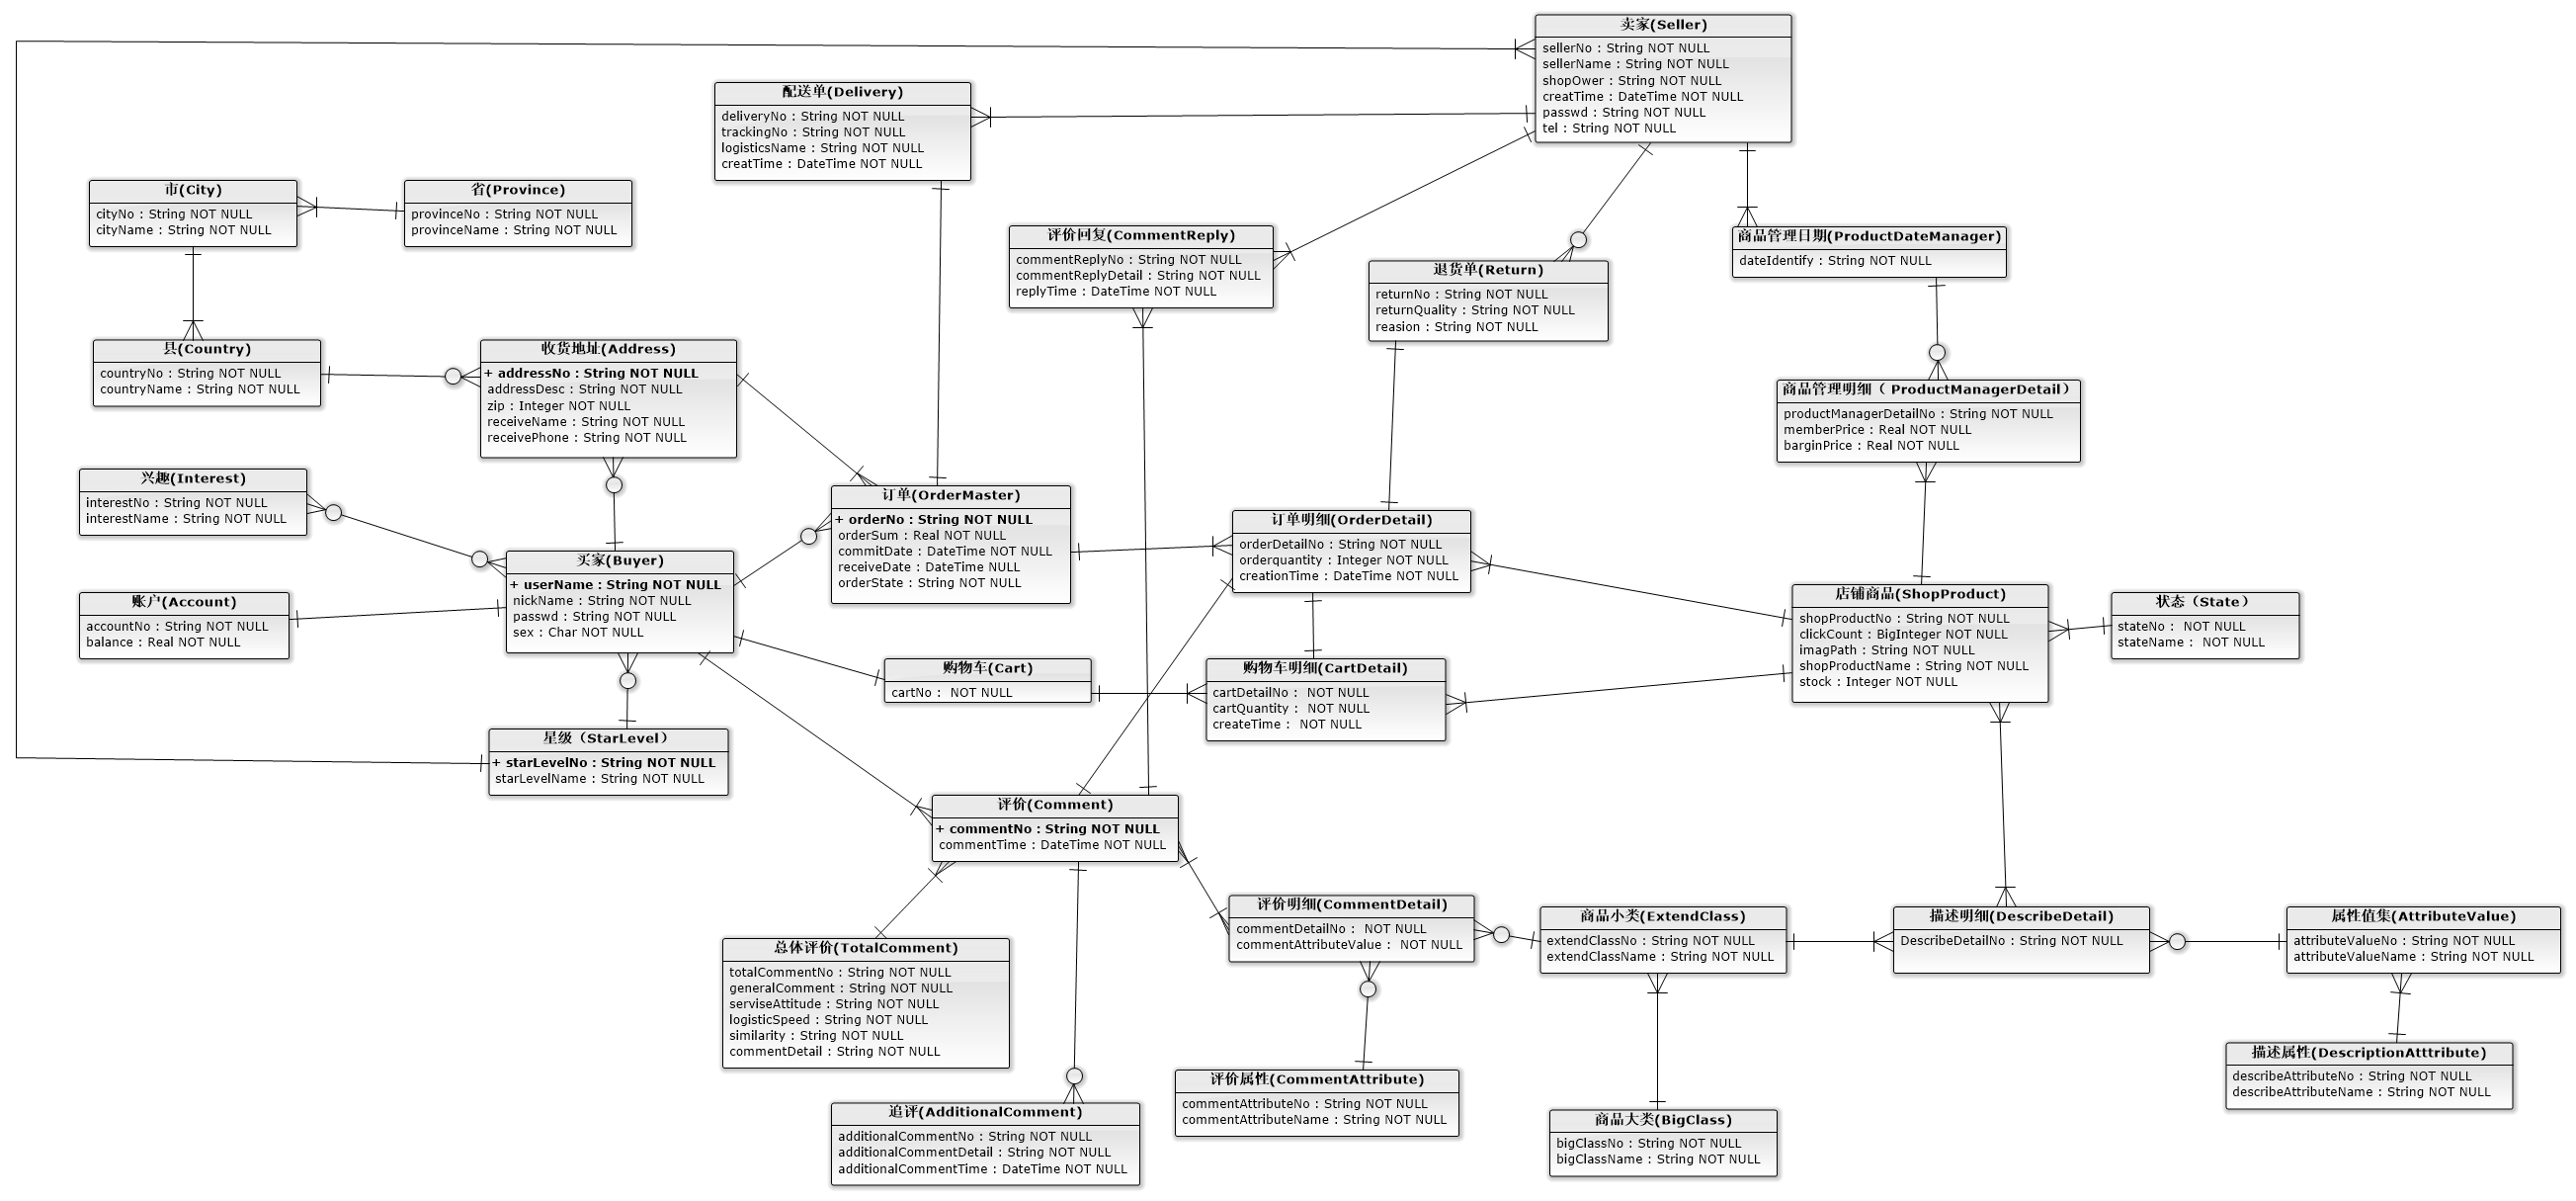 卖家(Seller)
sellerNo : String NOT NULL
sellerName : String NOT NULL
shopOwer : String NOT NULL
creatTime : DateTime NOT NULL
passwd : String NOT NULL
tel : String NOT NULL
配送单(Delivery)
deliveryNo : String NOT NULL
trackingNo : String NOT NULL
logisticsName : String NOT NULL
creatTime : DateTime NOT NULL
市(City)
cityNo : String NOT NULL
cityName : String NOT NULL
省(Province)
provinceNo : String NOT NULL
provinceName : String NOT NULL
评价回复(CommentReply)
commentReplyNo : String NOT NULL
commentReplyDetail : String NOT NULL
replyTime : DateTime NOT NULL
退货单(Return)
returnNo : String NOT NULL
returnQuality : String NOT NULL
reasion : String NOT NULL
商品管理日期(ProductDateManager)
dateIdentify : String NOT NULL
县(Country)
countryNo : String NOT NULL
countryName : String NOT NULL
收货地址(Address)
+ addressNo : String NOT NULL
addressDesc : String NOT NULL
zip : Integer NOT NULL
receiveName : String NOT NULL
receivePhone : String NOT NULL
商品管理明细（ ProductManagerDetail）
productManagerDetailNo : String NOT NULL
memberPrice : Real NOT NULL
barginPrice : Real NOT NULL
兴趣(Interest)
interestNo : String NOT NULL
interestName : String NOT NULL
订单(OrderMaster)
+ orderNo : String NOT NULL
orderSum : Real NOT NULL
commitDate : DateTime NOT NULL
receiveDate : DateTime NULL
orderState : String NOT NULL
订单明细(OrderDetail)
orderDetailNo : String NOT NULL
orderquantity : Integer NOT NULL
creationTime : DateTime NOT NULL
买家(Buyer)
+ userName : String NOT NULL
nickName : String NOT NULL
passwd : String NOT NULL
sex : Char NOT NULL
账户(Account)
accountNo : String NOT NULL
balance : Real NOT NULL
店铺商品(ShopProduct)
shopProductNo : String NOT NULL
clickCount : BigInteger NOT NULL
imagPath : String NOT NULL
shopProductName : String NOT NULL
stock : Integer NOT NULL
状态（State）
stateNo :  NOT NULL
stateName :  NOT NULL
购物车(Cart)
cartNo :  NOT NULL
购物车明细(CartDetail)
cartDetailNo :  NOT NULL
cartQuantity :  NOT NULL
createTime :  NOT NULL
星级（StarLevel）
+ starLevelNo : String NOT NULL
starLevelName : String NOT NULL
评价(Comment)
+ commentNo : String NOT NULL
commentTime : DateTime NOT NULL
评价明细(CommentDetail)
commentDetailNo :  NOT NULL
commentAttributeValue :  NOT NULL
商品小类(ExtendClass)
extendClassNo : String NOT NULL
extendClassName : String NOT NULL
描述明细(DescribeDetail)
DescribeDetailNo : String NOT NULL
属性值集(AttributeValue)
attributeValueNo : String NOT NULL
attributeValueName : String NOT NULL
总体评价(TotalComment)
totalCommentNo : String NOT NULL
generalComment : String NOT NULL
serviseAttitude : String NOT NULL
logisticSpeed : String NOT NULL
similarity : String NOT NULL
commentDetail : String NOT NULL
描述属性(DescriptionAtttribute)
describeAttributeNo : String NOT NULL
describeAttributeName : String NOT NULL
评价属性(CommentAttribute)
commentAttributeNo : String NOT NULL
commentAttributeName : String NOT NULL
追评(AdditionalComment)
additionalCommentNo : String NOT NULL
additionalCommentDetail : String NOT NULL
additionalCommentTime : DateTime NOT NULL
商品大类(BigClass)
bigClassNo : String NOT NULL
bigClassName : String NOT NULL